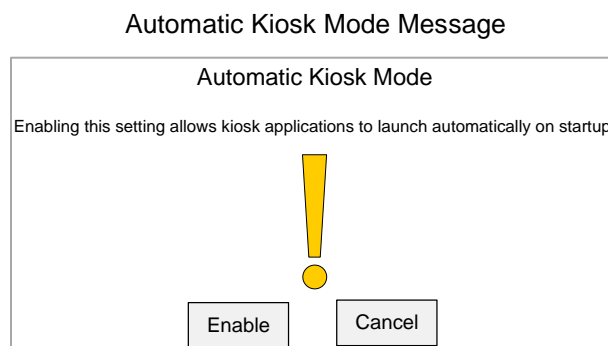 Automatic Kiosk Mode Message
Automatic Kiosk Mode
Enabling this setting allows kiosk applications to launch automatically on startup
Enable
Cancel